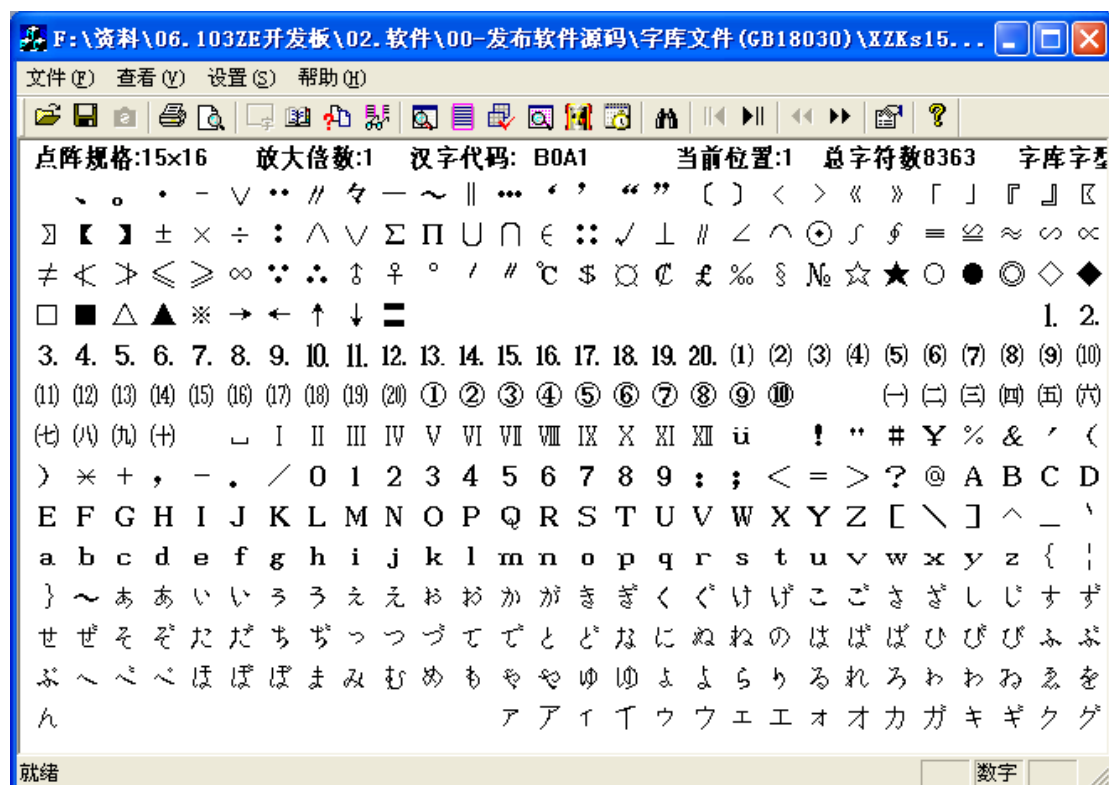 F:\资料\06.103ZE开发板\02.软件\00-发布软件源码\字库文件(GB18030)\XZKs15...
文件(F) 查看(V) 设置(S) 帮助(H)
点阵规格:15×16 放大倍数:1 汉字代码: B0A1 当前位置:1 总字符数8363 字库字型
、 。 · ˉ ˇ ¨ 〃 々 — ～ ‖ … ‘ ’ “ ” 〔 〕 〈 〉 《 》 「 」 『 』 〖
〗 【 】 ± × ÷ ∶ ∧ ∨ ∑ ∏ ∪ ∩ ∈ ∷ √ ⊥ ∥ ∠ ⌒ ⊙ ∫ ∮ ≡ ≌ ≈ ∽ ∝
≠ ≮ ≯ ≤ ≥ ∞ ∵ ∴ ♂ ♀ ° ′ ″ ℃ $ ¤ ￠ ￡ ‰ § № ☆ ★ ○ ● ◎ ◇ ◆
□ ■ △ ▲ ※ → ← ↑ ↓ 〓 1. 2.
3. 4. 5. 6. 7. 8. 9. 10. 11. 12. 13. 14. 15. 16. 17. 18. 19. 20. (1) (2) (3) (4) (5) (6) (7) (8) (9) (10)
(11) (12) (13) (14) (15) (16) (17) (18) (19) (20) ① ② ③ ④ ⑤ ⑥ ⑦ ⑧ ⑨ ⑩ (一) (二) (三) (四) (五) (六)
(七) (八) (九) (十) ⎵ Ⅰ Ⅱ Ⅲ Ⅳ Ⅴ Ⅵ Ⅶ Ⅷ Ⅸ Ⅹ Ⅺ Ⅻ ü ! " # ¥ % & ′ (
) * + , - . / 0 1 2 3 4 5 6 7 8 9 : ; < = > ? @ A B C D
E F G H I J K L M N O P Q R S T U V W X Y Z [ \ ] ^ _ `
a b c d e f g h i j k l m n o p q r s t u v w x y z { ¦
} ～ ぁ あ ぃ い ぅ う ぇ え ぉ お か が き ぎ く ぐ け げ こ ご さ ざ し じ す ず
せ ぜ そ ぞ た だ ち ぢ っ つ づ て で と ど な に ぬ ね の は ば ぱ ひ び ぴ ふ ぶ
ぷ へ べ ぺ ほ ぼ ぽ ま み む め も ゃ や ゅ ゆ ょ よ ら り る れ ろ ゎ わ ゐ ゑ を
ん ァ ア ィ イ ゥ ウ ェ エ ォ オ カ ガ キ ギ ク グ
就绪 数字